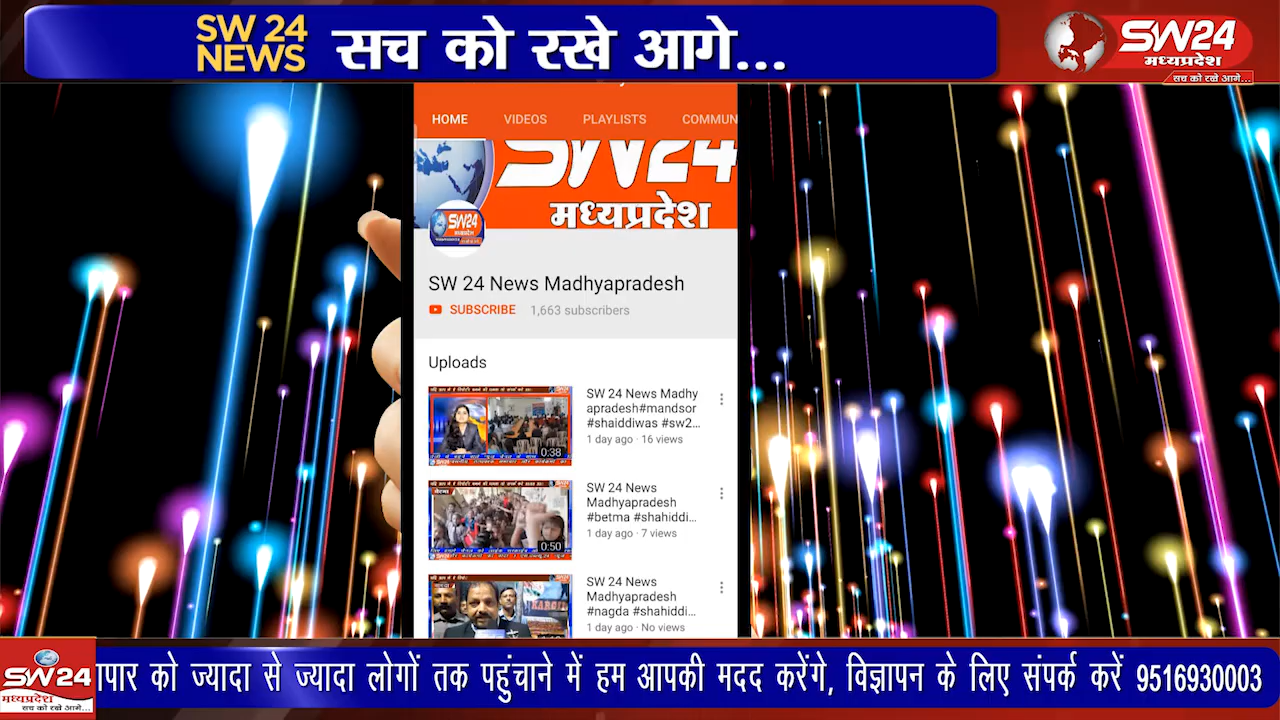 SW 24
NEWS
सच को रखे आगे...
SW24
मध्यप्रदेश
सच को रखे आगे...
HOME VIDEOS PLAYLISTS COMMUN
SW24
मध्यप्रदेश
SW24
SW 24 News Madhyapradesh
SUBSCRIBE 1,663 subscribers
Uploads
SW 24 News Madhy
apradesh#mandsor
#shaiddiwas #sw2...
1 day ago · 16 views
0:38
SW 24 News
Madhyapradesh
#betma #shahiddi...
1 day ago · 7 views
0:50
SW 24 News
Madhyapradesh
#nagda #shahiddi...
1 day ago · No views
SW24
मध्यप्रदेश
सच को रखे आगे...
ापार को ज्यादा से ज्यादा लोगों तक पहुंचाने में हम आपकी मदद करेंगे, विज्ञापन के लिए संपर्क करें 9516930003